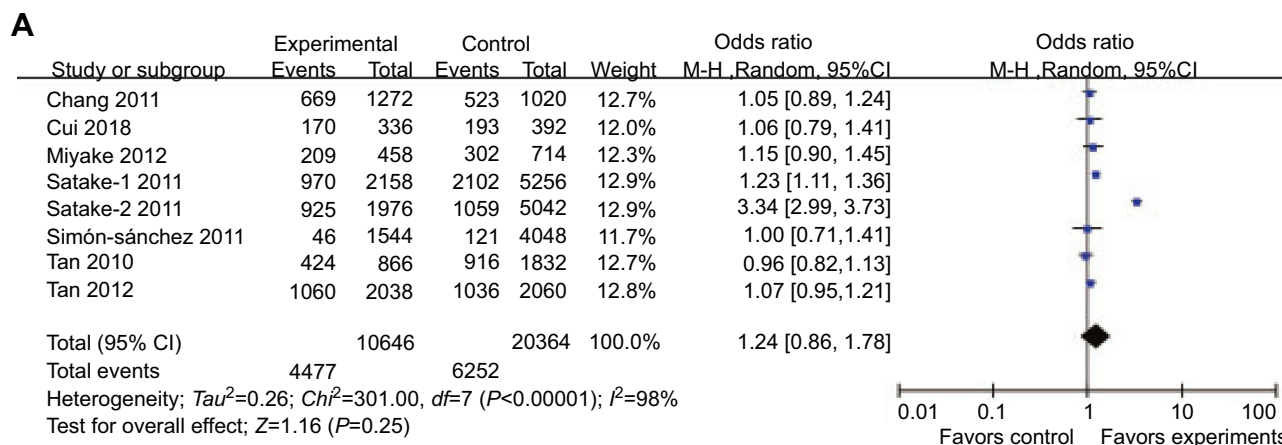 A
Experimental Control Odds ratio Odds ratio
Study or subgroup Events Total Events Total Weight M-H ,Random, 95%CI M-H ,Random, 95%CI
Chang 2011 669 1272 523 1020 12.7% 1.05 [0.89, 1.24]
Cui 2018 170 336 193 392 12.0% 1.06 [0.79, 1.41]
Miyake 2012 209 458 302 714 12.3% 1.15 [0.90, 1.45]
Satake-1 2011 970 2158 2102 5256 12.9% 1.23 [1.11, 1.36]
Satake-2 2011 925 1976 1059 5042 12.9% 3.34 [2.99, 3.73]
Simón-sánchez 2011 46 1544 121 4048 11.7% 1.00 [0.71,1.41]
Tan 2010 424 866 916 1832 12.7% 0.96 [0.82,1.13]
Tan 2012 1060 2038 1036 2060 12.8% 1.07 [0.95,1.21]
Total (95% CI) 10646 20364 100.0% 1.24 [0.86, 1.78]
Total events 4477 6252
Heterogeneity; Tau²=0.26; Chi²=301.00, df=7 (P<0.00001); I²=98%
Test for overall effect; Z=1.16 (P=0.25)
0.01 0.1 1 10 100
Favors control Favors experiments